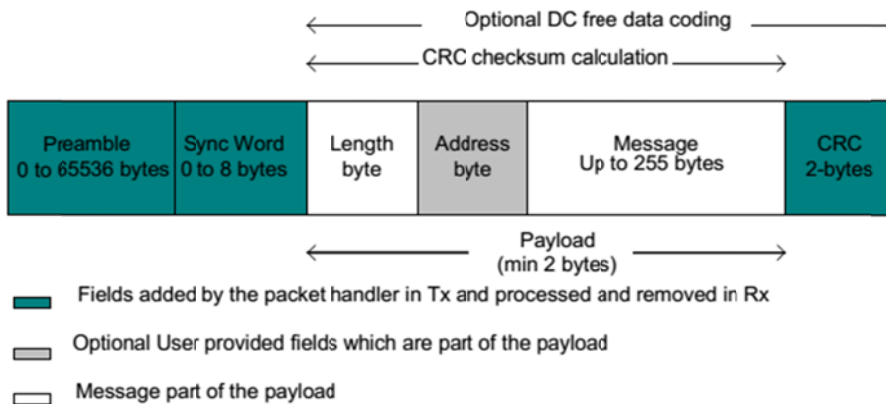 Optional DC free data coding
CRC checksum calculation
Preamble
0 to 65536 bytes
Sync Word
0 to 8 bytes
Length
byte
Address
byte
Message
Up to 255 bytes
CRC
2-bytes
Payload
(min 2 bytes)
Fields added by the packet handler in Tx and processed and removed in Rx
Optional User provided fields which are part of the payload
Message part of the payload